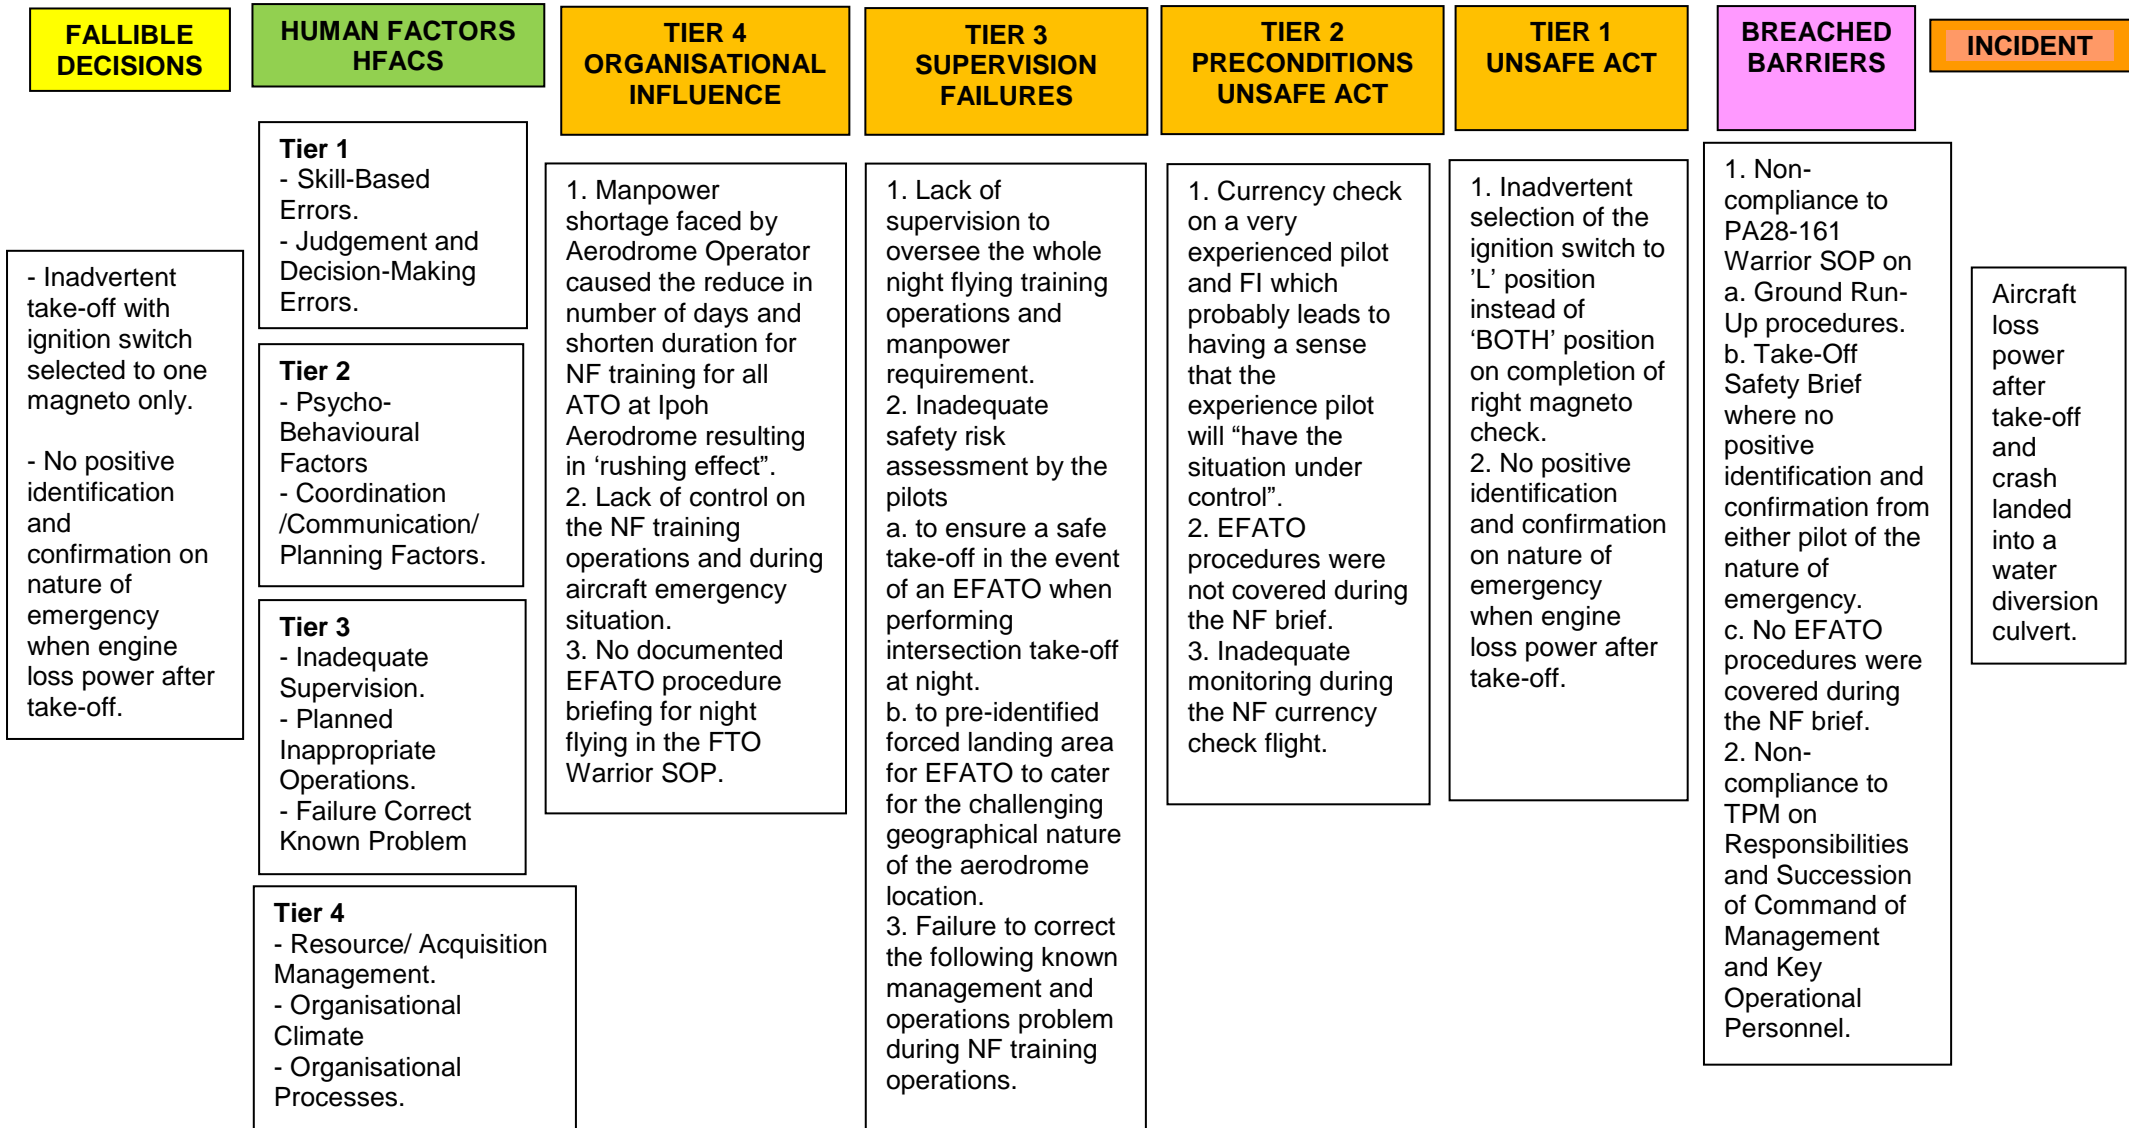 FALLIBLE
DECISIONS
HUMAN FACTORS
HFACS
TIER 4
ORGANISATIONAL
INFLUENCE
TIER 3
SUPERVISION
FAILURES
TIER 2
PRECONDITIONS
UNSAFE ACT
TIER 1
UNSAFE ACT
BREACHED
BARRIERS
INCIDENT
- Inadvertent
take-off with
ignition switch
selected to one
magneto only.
- No positive
identification
and
confirmation on
nature of
emergency
when engine
loss power after
take-off.
Tier 1
- Skill-Based
Errors.
- Judgement and
Decision-Making
Errors.
Tier 2
- Psycho-
Behavioural
Factors
- Coordination
/Communication/
Planning Factors.
Tier 3
- Inadequate
Supervision.
- Planned
Inappropriate
Operations.
- Failure Correct
Known Problem
Tier 4
- Resource/ Acquisition
Management.
- Organisational
Climate
- Organisational
Processes.
1. Manpower
shortage faced by
Aerodrome Operator
caused the reduce in
number of days and
shorten duration for
NF training for all
ATO at Ipoh
Aerodrome resulting
in ‘rushing effect”.
2. Lack of control on
the NF training
operations and during
aircraft emergency
situation.
3. No documented
EFATO procedure
briefing for night
flying in the FTO
Warrior SOP.
1. Lack of
supervision to
oversee the whole
night flying training
operations and
manpower
requirement.
2. Inadequate
safety risk
assessment by the
pilots
a. to ensure a safe
take-off in the event
of an EFATO when
performing
intersection take-off
at night.
b. to pre-identified
forced landing area
for EFATO to cater
for the challenging
geographical nature
of the aerodrome
location.
3. Failure to correct
the following known
management and
operations problem
during NF training
operations.
1. Currency check
on a very
experienced pilot
and FI which
probably leads to
having a sense
that the
experience pilot
will “have the
situation under
control”.
2. EFATO
procedures were
not covered during
the NF brief.
3. Inadequate
monitoring during
the NF currency
check flight.
1. Inadvertent
selection of the
ignition switch to
’L’ position
instead of
‘BOTH’ position
on completion of
right magneto
check.
2. No positive
identification
and confirmation
on nature of
emergency
when engine
loss power after
take-off.
1. Non-
compliance to
PA28-161
Warrior SOP on
a. Ground Run-
Up procedures.
b. Take-Off
Safety Brief
where no
positive
identification and
confirmation from
either pilot of the
nature of
emergency.
c. No EFATO
procedures were
covered during
the NF brief.
2. Non-
compliance to
TPM on
Responsibilities
and Succession
of Command of
Management
and Key
Operational
Personnel.
Aircraft
loss
power
after
take-off
and
crash
landed
into a
water
diversion
culvert.